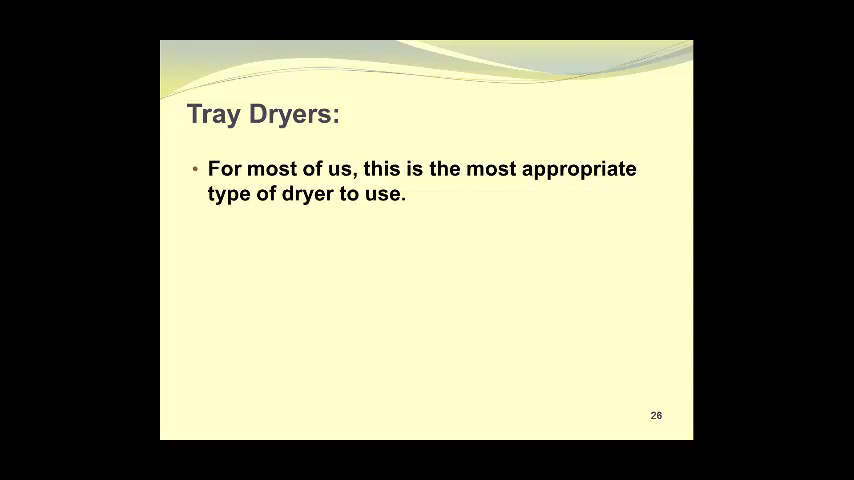 Tray Dryers:
• For most of us, this is the most appropriate
type of dryer to use.
26